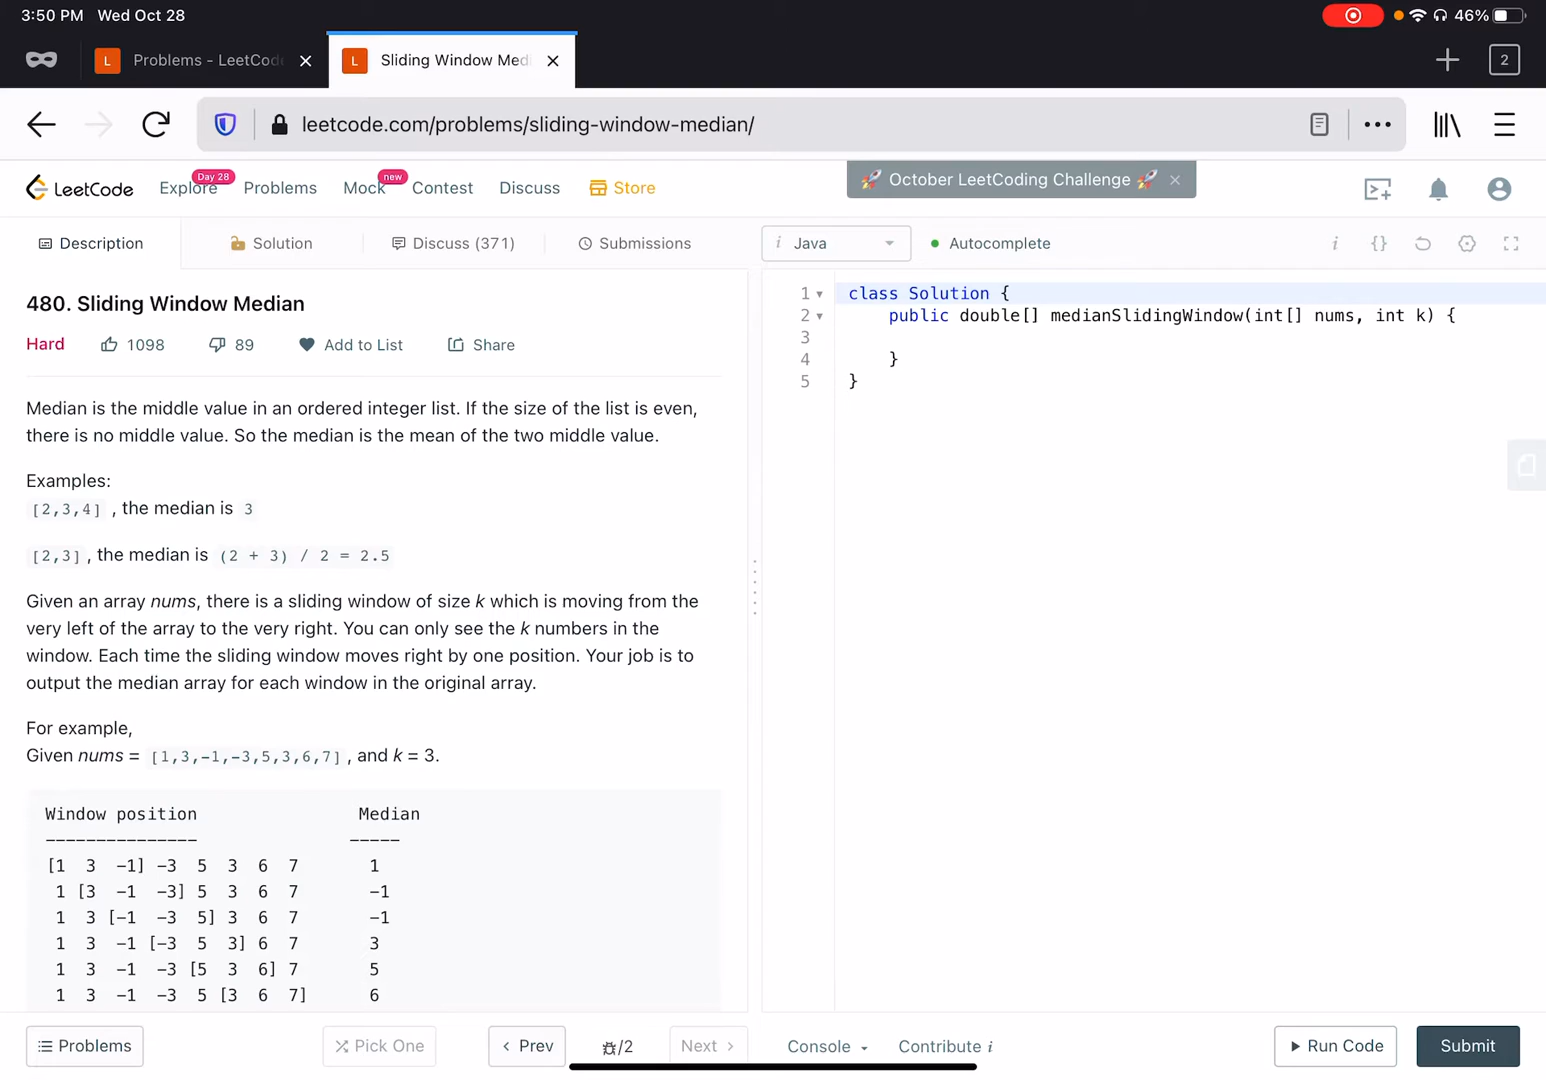 3:50 PM Wed Oct 28
46%
L Problems - LeetCod
L Sliding Window Med
2
leetcode.com/problems/sliding-window-median/
LeetCode
Explore
Day 28
Problems
Mock
new
Contest
Discuss
Store
🚀 October LeetCoding Challenge 🚀 ×
Description
Solution
Discuss (371)
Submissions
i Java
Autocomplete
i {}
480. Sliding Window Median
Hard 1098 89 Add to List Share
Median is the middle value in an ordered integer list. If the size of the list is even,
there is no middle value. So the median is the mean of the two middle value.
Examples:
[2,3,4] , the median is 3
[2,3] , the median is (2 + 3) / 2 = 2.5
Given an array nums, there is a sliding window of size k which is moving from the
very left of the array to the very right. You can only see the k numbers in the
window. Each time the sliding window moves right by one position. Your job is to
output the median array for each window in the original array.
For example,
Given nums = [1,3,-1,-3,5,3,6,7] , and k = 3.
Window position Median
--------------- -----
[1 3 -1] -3 5 3 6 7 1
1 [3 -1 -3] 5 3 6 7 -1
1 3 [-1 -3 5] 3 6 7 -1
1 3 -1 [-3 5 3] 6 7 3
1 3 -1 -3 [5 3 6] 7 5
1 3 -1 -3 5 [3 6 7] 6
1 class Solution {
2 public double[] medianSlidingWindow(int[] nums, int k) {
3
4 }
5 }
Problems
Pick One
< Prev
/2
Next >
Console
Contribute i
Run Code
Submit